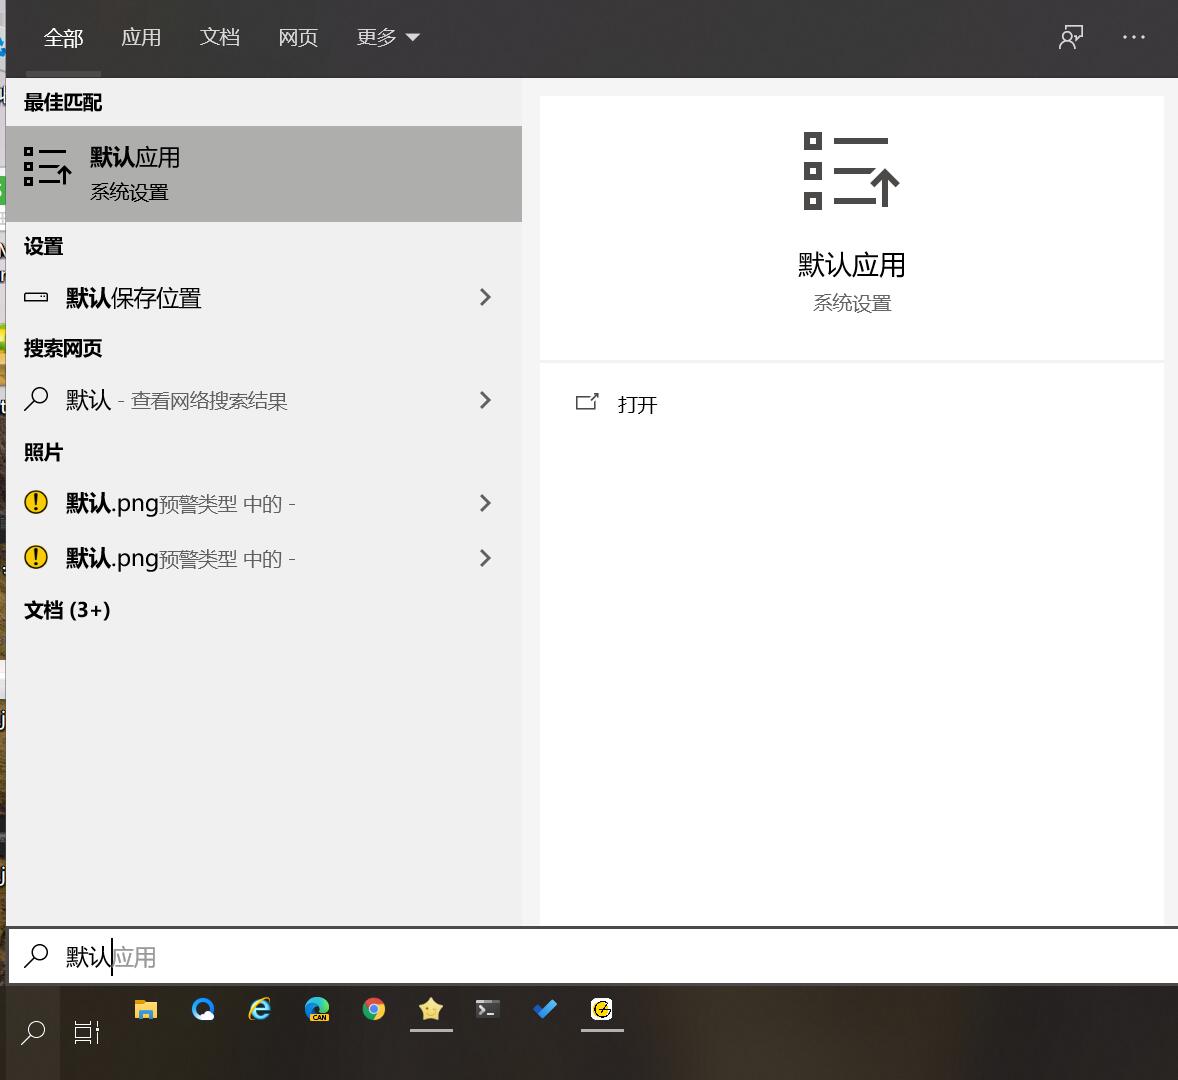 全部 应用 文档 网页 更多
最佳匹配
默认应用
系统设置
设置
默认保存位置
搜索网页
默认 - 查看网络搜索结果
照片
默认.png预警类型 中的 -
默认.png预警类型 中的 -
文档 (3+)
默认应用
系统设置
打开
默认应用
CAN